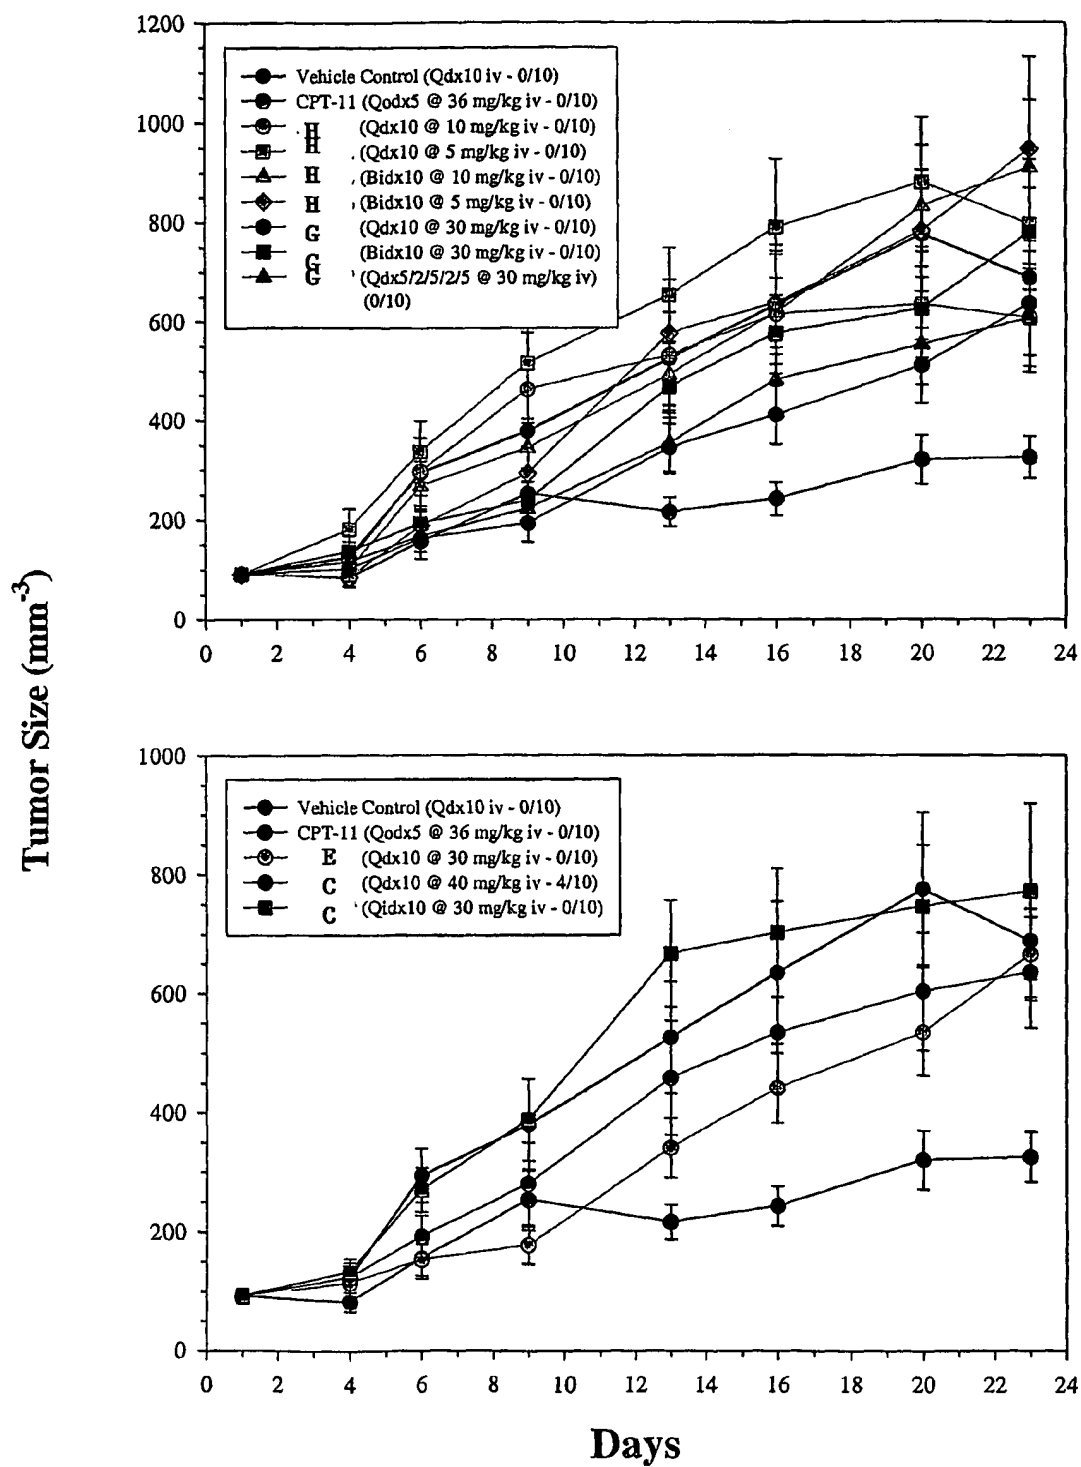 1200
1000
800
600
400
200
0
Vehicle Control (Qdx10 iv - 0/10)
CPT-11 (Qodx5 @ 36 mg/kg iv - 0/10)
H (Qdx10 @ 10 mg/kg iv - 0/10)
H (Qdx10 @ 5 mg/kg iv - 0/10)
H (Bidx10 @ 10 mg/kg iv - 0/10)
H (Bidx10 @ 5 mg/kg iv - 0/10)
G (Qdx10 @ 30 mg/kg iv - 0/10)
G (Bidx10 @ 30 mg/kg iv - 0/10)
G (Qdx5/2/5/2/5 @ 30 mg/kg iv)
(0/10)
0 2 4 6 8 10 12 14 16 18 20 22 24
Tumor Size (mm-3)
1000
800
600
400
200
0
Vehicle Control (Qdx10 iv - 0/10)
CPT-11 (Qodx5 @ 36 mg/kg iv - 0/10)
E (Qdx10 @ 30 mg/kg iv - 0/10)
C (Qdx10 @ 40 mg/kg iv - 4/10)
C (Qidx10 @ 30 mg/kg iv - 0/10)
0 2 4 6 8 10 12 14 16 18 20 22 24
Days